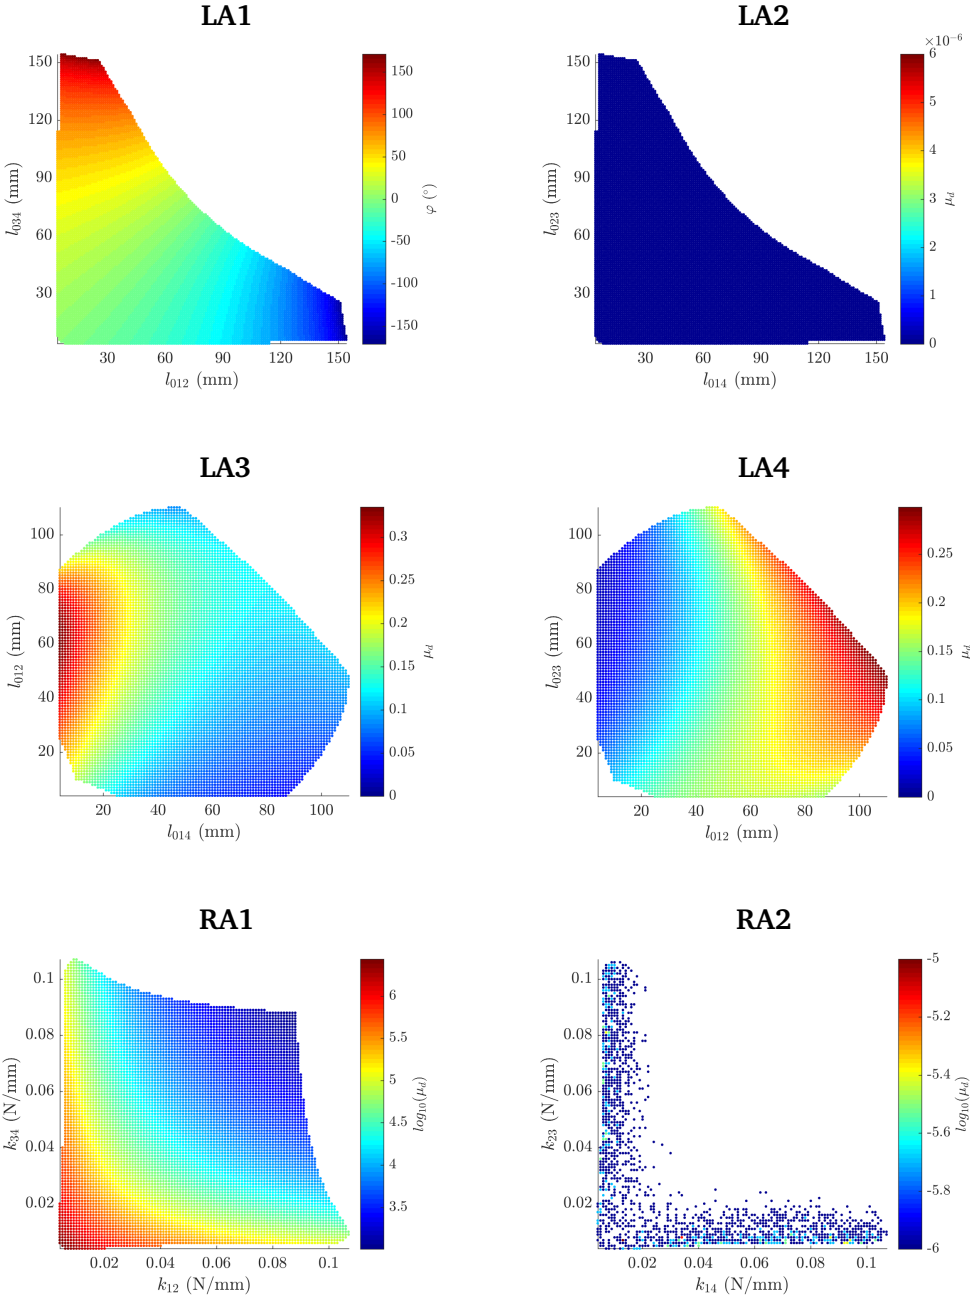 LA1
LA2
150
120
90
60
30
l034 (mm)
30 60 90 120 150
l012 (mm)
150
100
50
0
-50
-100
-150
φ (°)
150
120
90
60
30
l023 (mm)
30 60 90 120 150
l014 (mm)
×10⁻⁶
6
5
4
3
2
1
0
μd
LA3
LA4
100
80
60
40
20
l012 (mm)
20 40 60 80 100
l014 (mm)
0.3
0.25
0.2
0.15
0.1
0.05
0
μd
100
80
60
40
20
l023 (mm)
20 40 60 80 100
l012 (mm)
0.25
0.2
0.15
0.1
0.05
0
μd
RA1
RA2
0.1
0.08
0.06
0.04
0.02
k34 (N/mm)
0.02 0.04 0.06 0.08 0.1
k12 (N/mm)
6
5.5
5
4.5
4
3.5
log10(μd)
0.1
0.08
0.06
0.04
0.02
k23 (N/mm)
0.02 0.04 0.06 0.08 0.1
k14 (N/mm)
-5
-5.2
-5.4
-5.6
-5.8
-6
log10(μd)